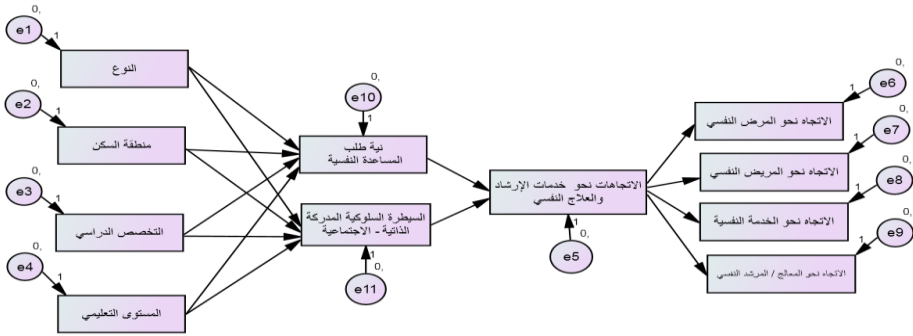 0,
e1
1
النوع
0,
e2
1
منطقة السكن
0,
e3
1
التخصص الدراسي
0,
e4
1
المستوى التعليمي
0,
e10
1
نية طلب
المساعدة النفسية
السيطرة السلوكية المدركة
الذاتية - الاجتماعية
1
0,
e11
الاتجاهات نحو خدمات الإرشاد
والعلاج النفسي
1
0,
e5
0,
e6
1
الاتجاه نحو المرض النفسي
0,
e7
1
الاتجاه نحو المريض النفسي
0,
e8
1
الاتجاه نحو الخدمة النفسية
0,
e9
1
الاتجاه نحو المعالج / المرشد النفسي